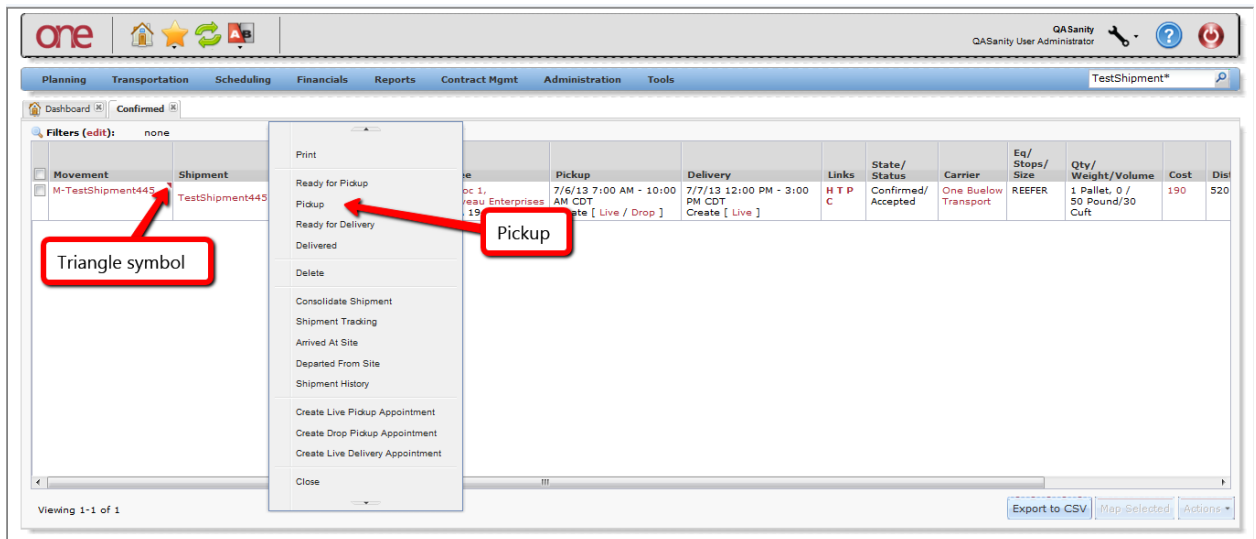 one
AB
QASanity
QASanity User Administrator
?
Planning Transportation Scheduling Financials Reports Contract Mgmt Administration Tools TestShipment*
Dashboard Confirmed
Filters (edit): none
Movement Shipment Pickup Delivery Links State/ Status Carrier Eq/ Stops/ Size Qty/ Weight/Volume Cost
M-TestShipment445 TestShipment445 7/6/13 7:00 AM - 10:00 7/7/13 12:00 PM - 3:00 H T P Confirmed/ One Buelow REEFER 1 Pallet, 0 / 190 520
Enterprises AM CDT PM CDT C Accepted Transport 50 Pound/30
[ Live / Drop ] Create [ Live ] Cuft
Print
Ready for Pickup
Pickup
Ready for Delivery
Delivered
Delete
Consolidate Shipment
Shipment Tracking
Arrived At Site
Departed From Site
Shipment History
Create Live Pickup Appointment
Create Drop Pickup Appointment
Create Live Delivery Appointment
Close
Triangle symbol
Pickup
Viewing 1-1 of 1
Export to CSV Map Selected Actions